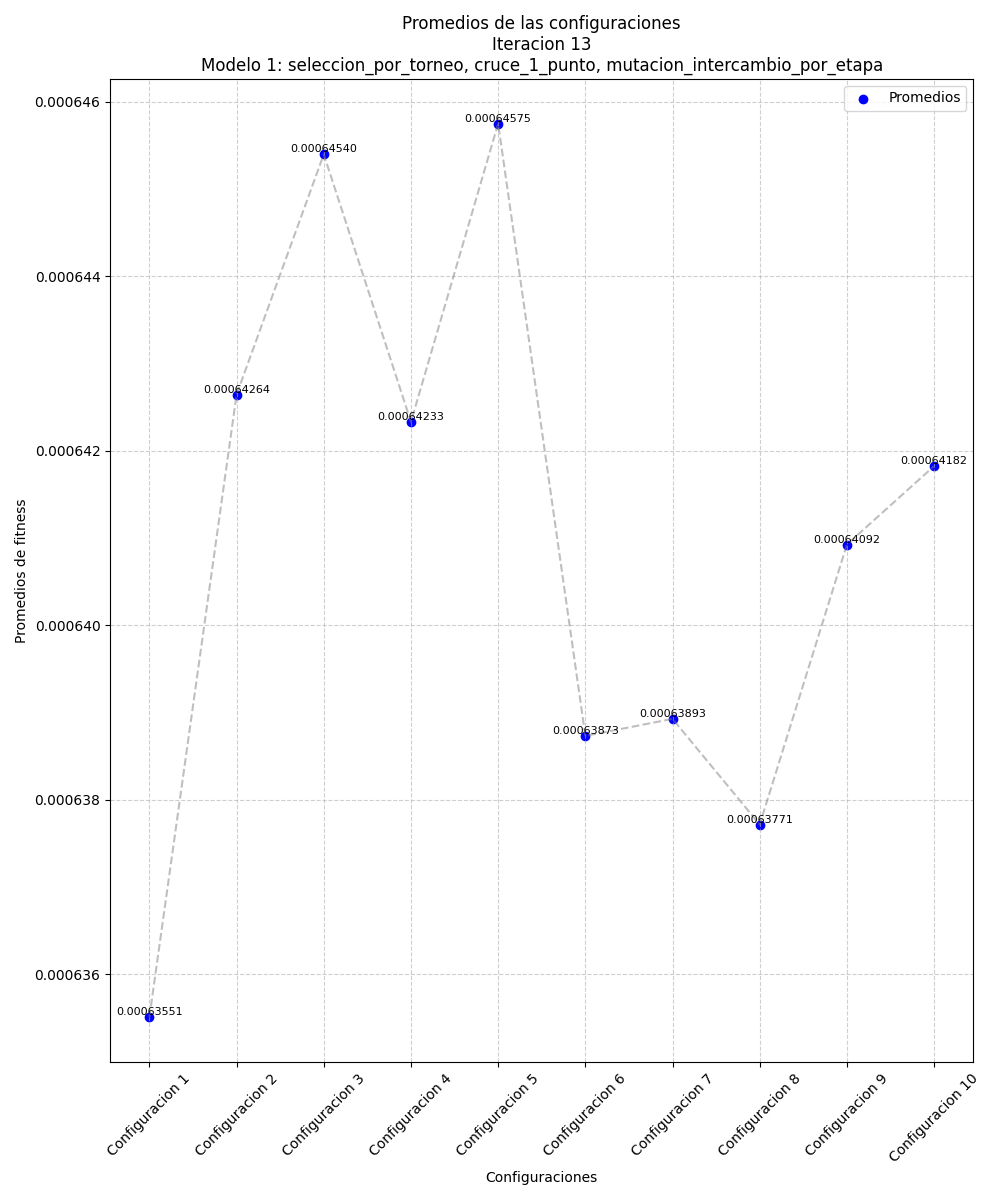 Promedios de las configuraciones
Iteracion 13
Modelo 1: seleccion_por_torneo, cruce_1_punto, mutacion_intercambio_por_etapa
Promedios
0.000646
0.000644
0.000642
0.000640
0.000638
0.000636
Promedios de fitness
0.00063551
0.00064264
0.00064540
0.00064233
0.00064575
0.00063873
0.00063893
0.00063771
0.00064092
0.00064182
Configuracion 1
Configuracion 2
Configuracion 3
Configuracion 4
Configuracion 5
Configuracion 6
Configuracion 7
Configuracion 8
Configuracion 9
Configuracion 10
Configuraciones